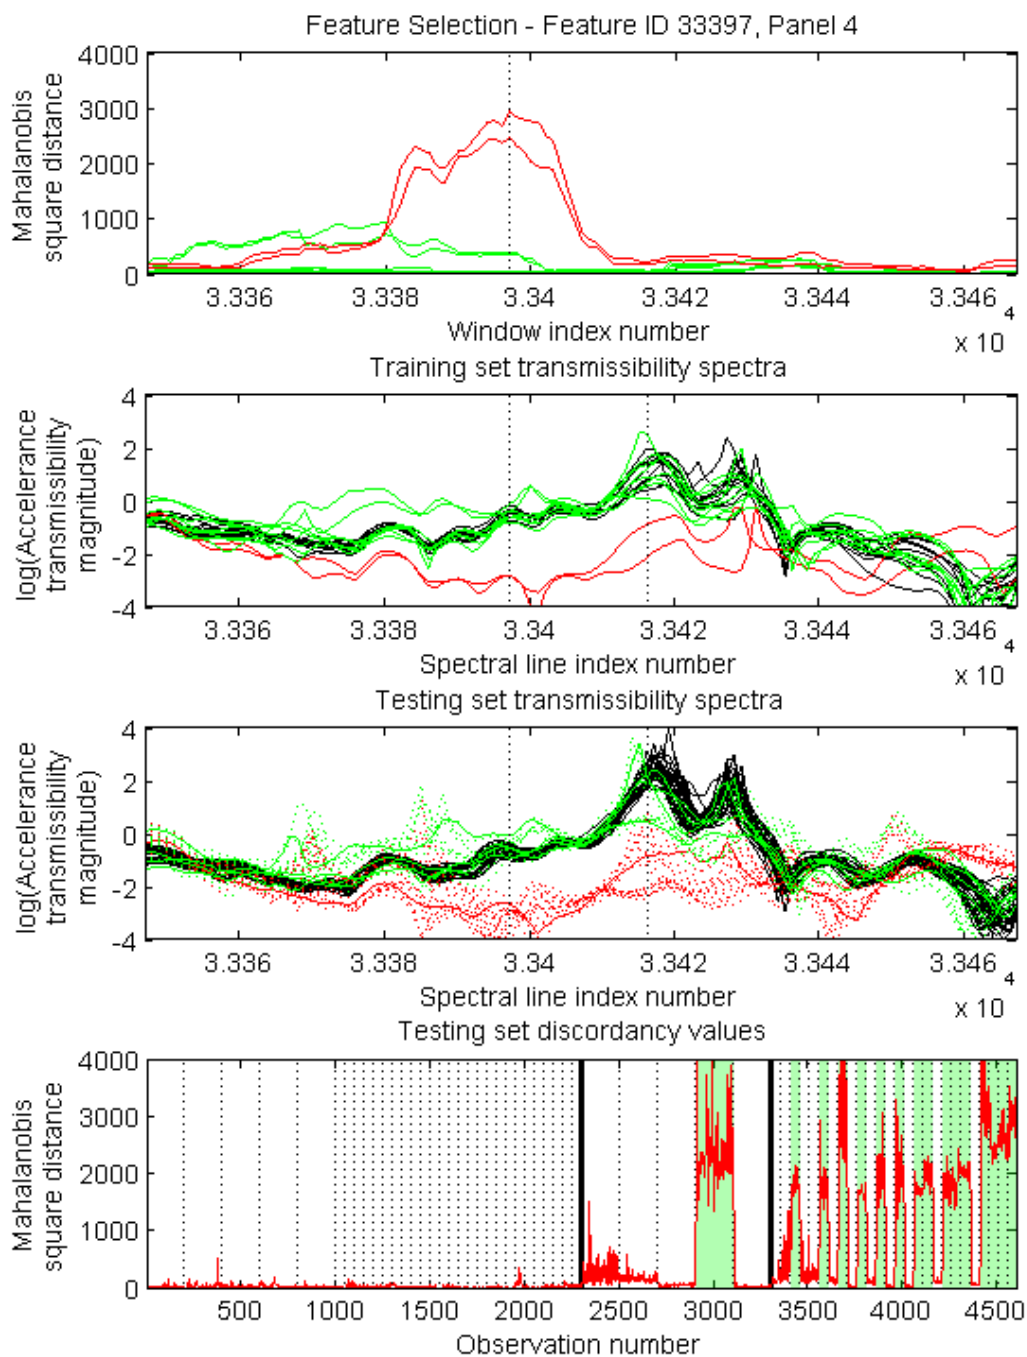 Feature Selection - Feature ID 33397, Panel 4
Mahalanobis
square distance
4000
3000
2000
1000
0
3.336
3.338
3.34
3.342
3.344
3.346
x 10
4
Window index number
Training set transmissibility spectra
log(Accelerance
transmissibility
magnitude)
4
2
0
-2
-4
3.336
3.338
3.34
3.342
3.344
3.346
x 10
4
Spectral line index number
Testing set transmissibility spectra
log(Accelerance
transmissibility
magnitude)
4
2
0
-2
-4
3.336
3.338
3.34
3.342
3.344
3.346
x 10
4
Spectral line index number
Testing set discordancy values
Mahalanobis
square distance
4000
3000
2000
1000
0
500
1000
1500
2000
2500
3000
3500
4000
4500
Observation number